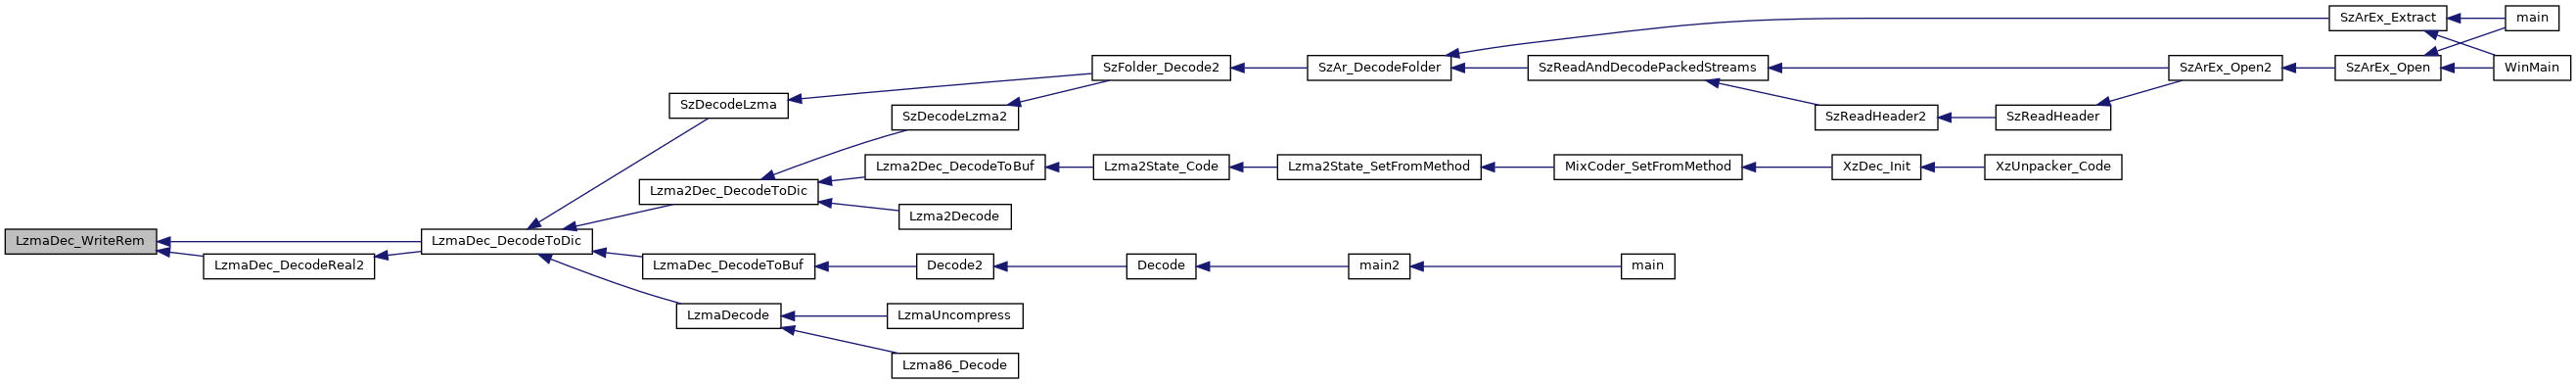 SzArEx_Extract
main
SzFolder_Decode2
SzAr_DecodeFolder
SzReadAndDecodePackedStreams
SzArEx_Open2
SzArEx_Open
WinMain
SzDecodeLzma
SzDecodeLzma2
SzReadHeader2
SzReadHeader
Lzma2Dec_DecodeToBuf
Lzma2State_Code
Lzma2State_SetFromMethod
MixCoder_SetFromMethod
XzDec_Init
XzUnpacker_Code
Lzma2Dec_DecodeToDic
Lzma2Decode
LzmaDec_WriteRem
LzmaDec_DecodeToDic
LzmaDec_DecodeReal2
LzmaDec_DecodeToBuf
Decode2
Decode
main2
main
LzmaDecode
LzmaUncompress
Lzma86_Decode